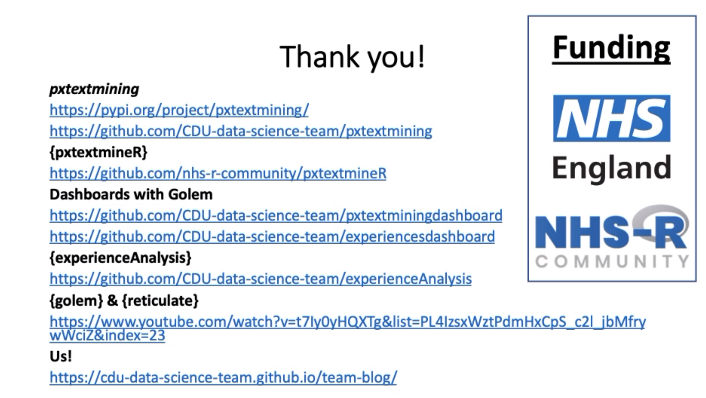 Thank you!
pxtextmining
https://pypi.org/project/pxtextmining/
https://github.com/CDU-data-science-team/pxtextmining
{pxtextmineR}
https://github.com/nhs-r-community/pxtextmineR
Dashboards with Golem
https://github.com/CDU-data-science-team/pxtextminingdashboard
https://github.com/CDU-data-science-team/experiencesdashboard
{experienceAnalysis}
https://github.com/CDU-data-science-team/experienceAnalysis
{golem} & {reticulate}
https://www.youtube.com/watch?v=t7Iy0yHQXTg&list=PL4IzsxWztPdmHxCpS_c2l_jbMfry
wWciZ&index=23
Us!
https://cdu-data-science-team.github.io/team-blog/
Funding
NHS
England
NHS-R
COMMUNITY